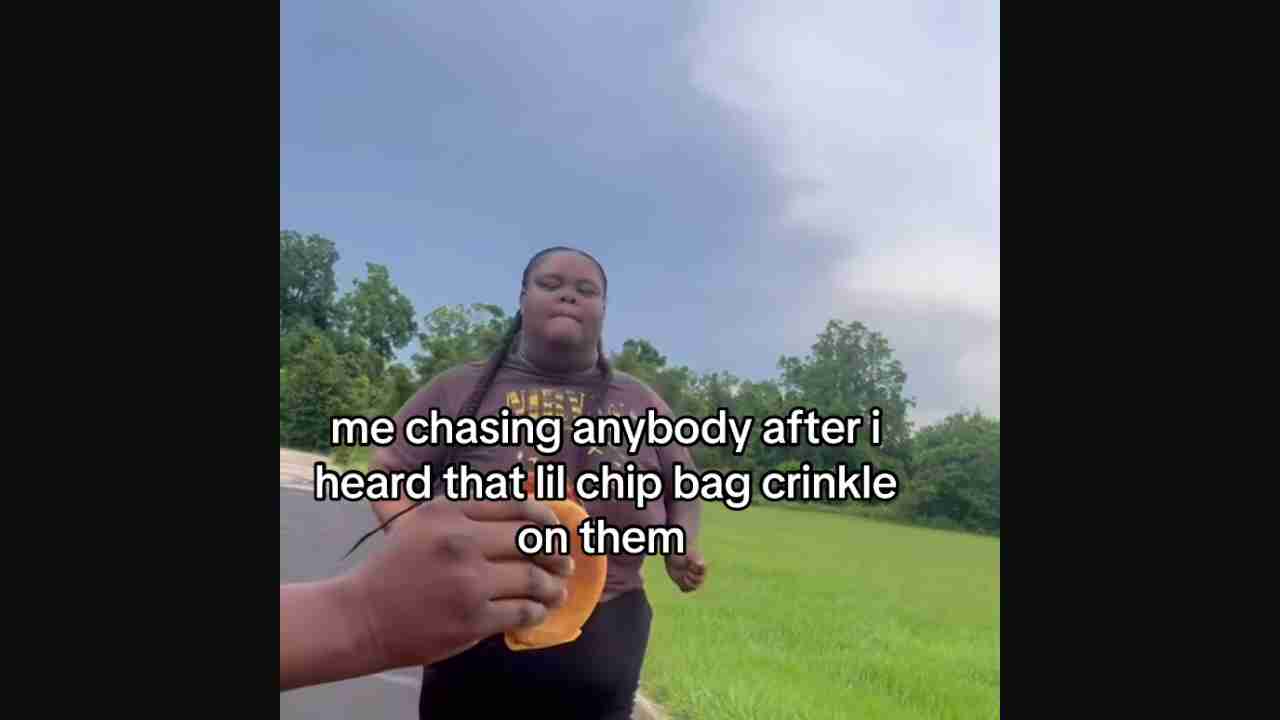 me chasing anybody after i
heard that lil chip bag crinkle
on them